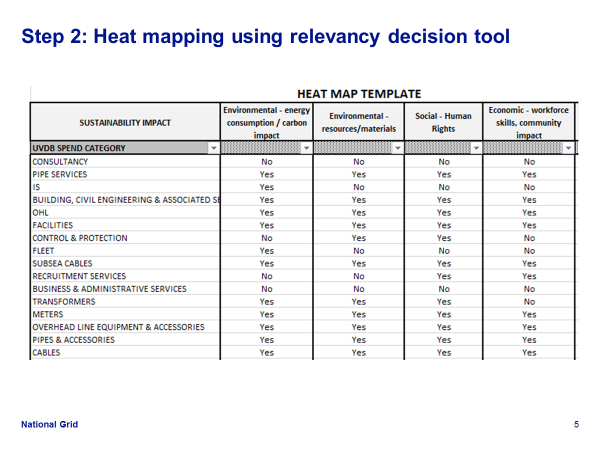 Step 2: Heat mapping using relevancy decision tool
HEAT MAP TEMPLATE
SUSTAINABILITY IMPACT
Environmental - energy
consumption / carbon
impact
Environmental -
resources/materials
Social - Human
Rights
Economic - workforce
skills, community
impact
UVDB SPEND CATEGORY
CONSULTANCY No No No No
PIPE SERVICES Yes Yes Yes Yes
IS Yes No No No
BUILDING, CIVIL ENGINEERING & ASSOCIATED SE Yes Yes Yes Yes
OHL Yes Yes Yes Yes
FACILITIES Yes Yes Yes Yes
CONTROL & PROTECTION No Yes Yes No
FLEET Yes No No No
SUBSEA CABLES Yes Yes Yes Yes
RECRUITMENT SERVICES No No Yes Yes
BUSINESS & ADMINISTRATIVE SERVICES No No No No
TRANSFORMERS Yes Yes Yes No
METERS Yes Yes Yes Yes
OVERHEAD LINE EQUIPMENT & ACCESSORIES Yes Yes Yes Yes
PIPES & ACCESSORIES Yes Yes Yes Yes
CABLES Yes Yes Yes Yes
National Grid
5